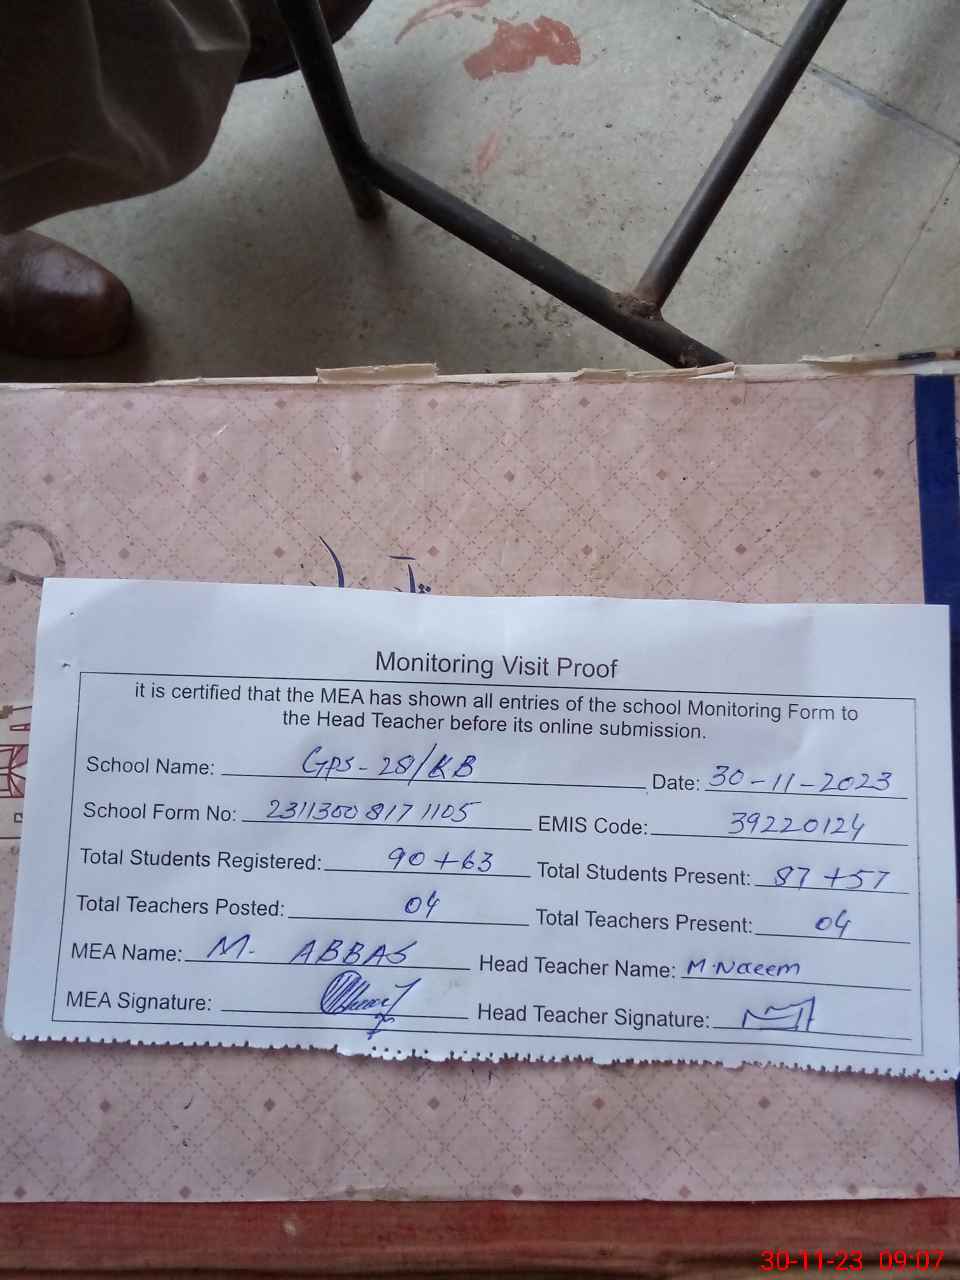 Monitoring Visit Proof
it is certified that the MEA has shown all entries of the school Monitoring Form to
the Head Teacher before its online submission.
School Name: GPS-28/KB Date: 30-11-2023
School Form No: 23113008171105 EMIS Code: 39220124
Total Students Registered: 90+63 Total Students Present: 87+57
Total Teachers Posted: 04 Total Teachers Present: 04
MEA Name: M. ABBAS Head Teacher Name: M.Naeem
MEA Signature: Head Teacher Signature:
30-11-23 09:07